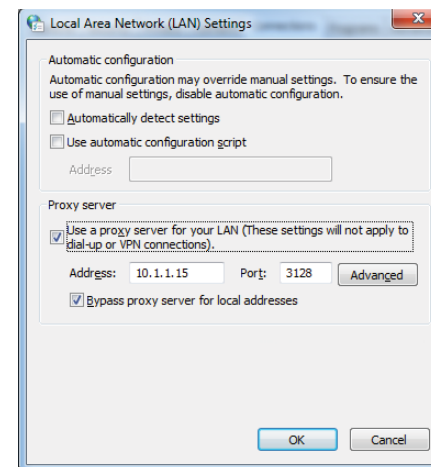 Local Area Network (LAN) Settings
Automatic configuration
Automatic configuration may override manual settings. To ensure the
use of manual settings, disable automatic configuration.
Automatically detect settings
Use automatic configuration script
Address
Proxy server
Use a proxy server for your LAN (These settings will not apply to
dial-up or VPN connections).
Address: 10.1.1.15 Port: 3128 Advanced
Bypass proxy server for local addresses
OK Cancel